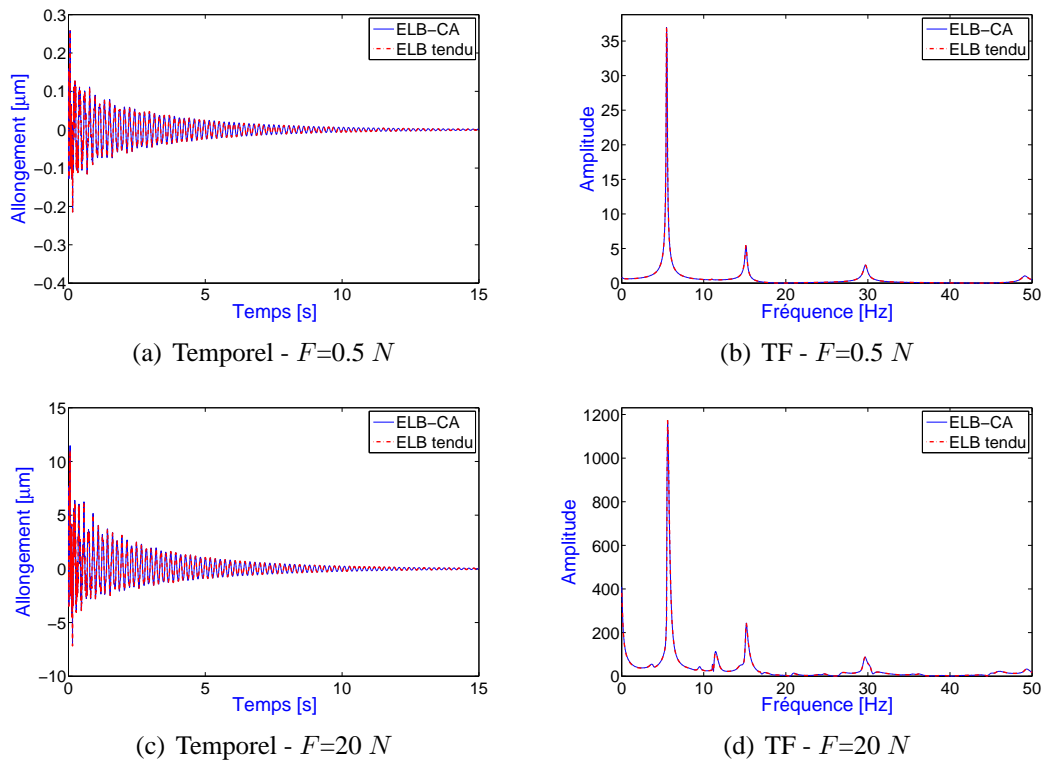 0.3
0.2
0.1
0
−0.1
−0.2
−0.3
−0.4
Allongement [μm]
0 5 10 15
Temps [s]
ELB−CA
ELB tendu
(a) Temporel - F=0.5 N
35
30
25
20
15
10
5
0
Amplitude
0 10 20 30 40 50
Fréquence [Hz]
ELB−CA
ELB tendu
(b) TF - F=0.5 N
15
10
5
0
−5
−10
Allongement [μm]
0 5 10 15
Temps [s]
ELB−CA
ELB tendu
(c) Temporel - F=20 N
1200
1000
800
600
400
200
0
Amplitude
0 10 20 30 40 50
Fréquence [Hz]
ELB−CA
ELB tendu
(d) TF - F=20 N